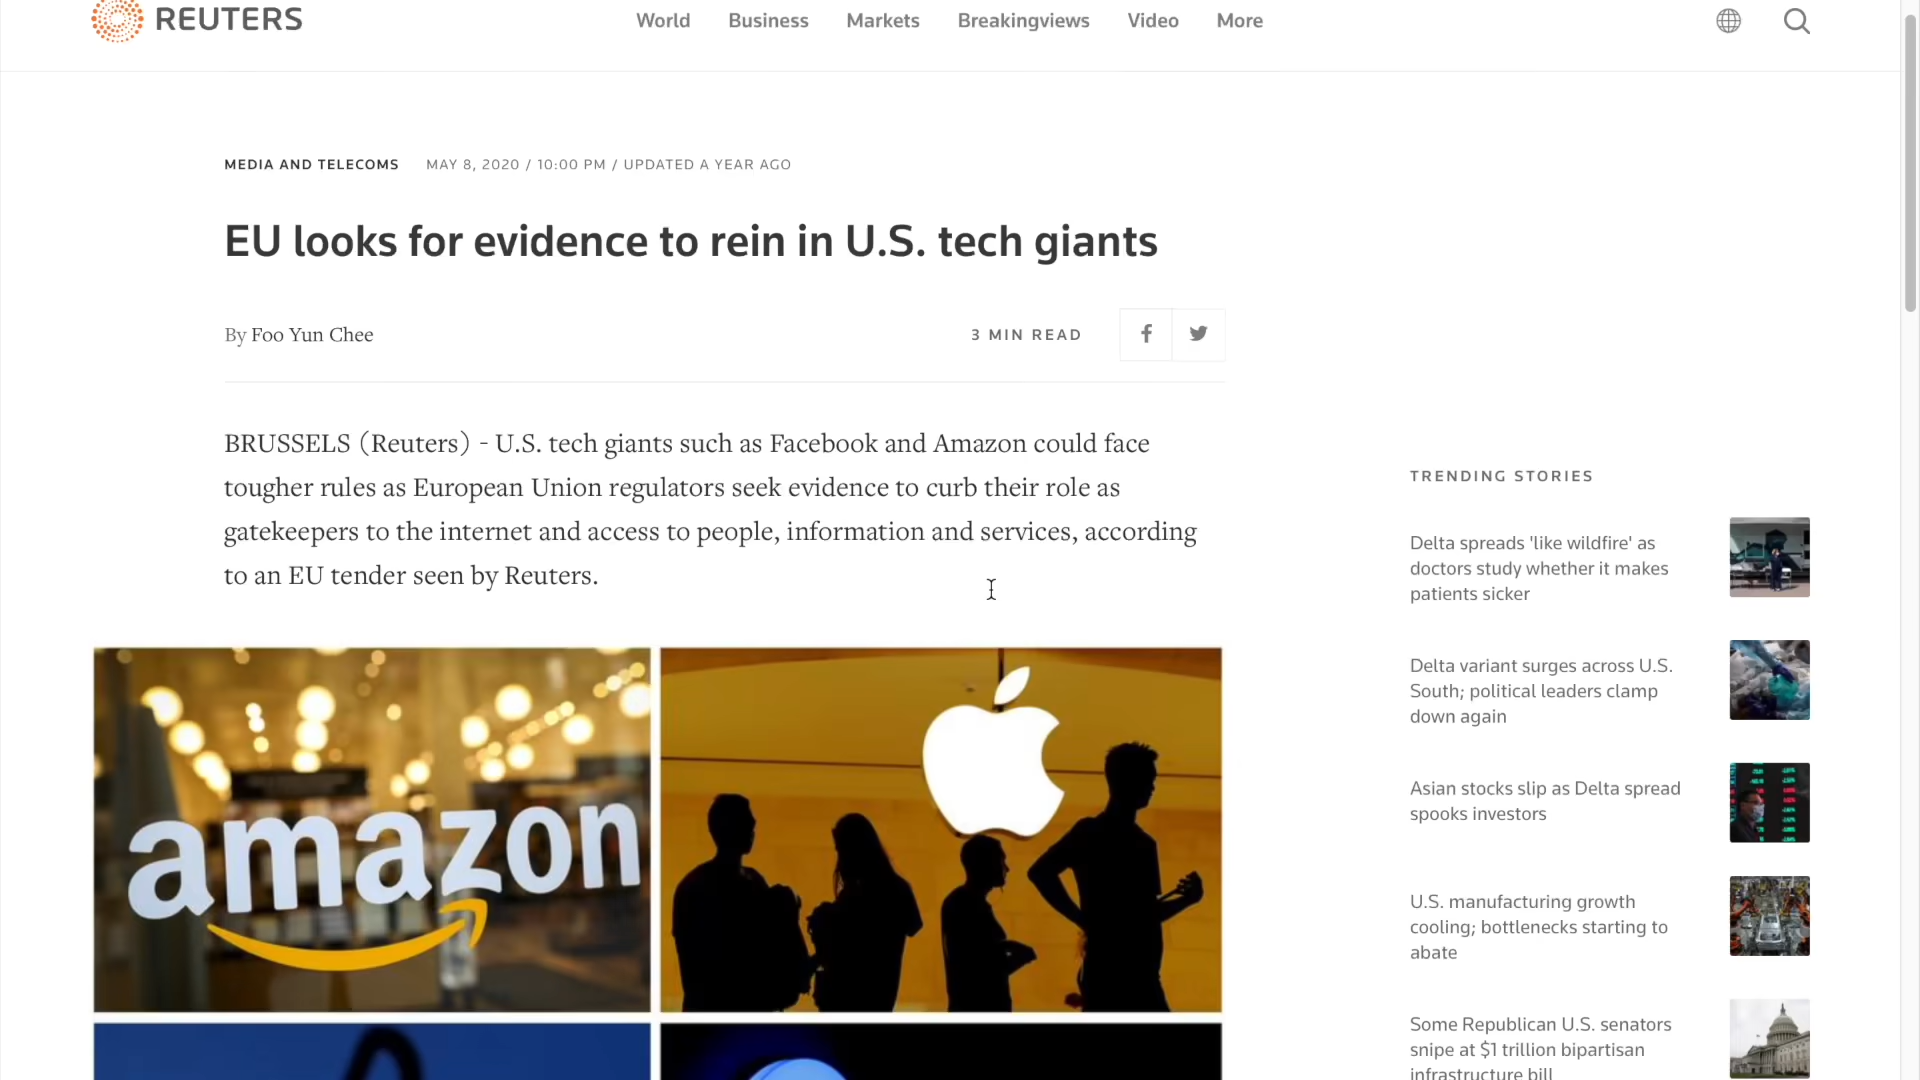 REUTERS
World Business Markets Breakingviews Video More
MEDIA AND TELECOMS MAY 8, 2020 / 10:00 PM / UPDATED A YEAR AGO
EU looks for evidence to rein in U.S. tech giants
By Foo Yun Chee
3 MIN READ
BRUSSELS (Reuters) - U.S. tech giants such as Facebook and Amazon could face
tougher rules as European Union regulators seek evidence to curb their role as
gatekeepers to the internet and access to people, information and services, according
to an EU tender seen by Reuters.
amazon
TRENDING STORIES
Delta spreads 'like wildfire' as
doctors study whether it makes
patients sicker
Delta variant surges across U.S.
South; political leaders clamp
down again
Asian stocks slip as Delta spread
spooks investors
U.S. manufacturing growth
cooling; bottlenecks starting to
abate
Some Republican U.S. senators
snipe at $1 trillion bipartisan
infrastructure bill